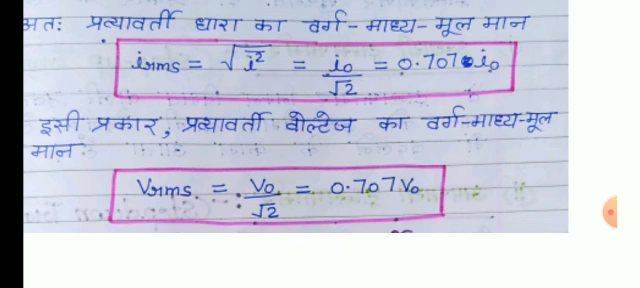 अतः प्रत्यावर्ती धारा का वर्ग-माध्य-मूल मान
irms = √i² = i₀/√2 = 0.707 i₀
इसी प्रकार, प्रत्यावर्ती वोल्टेज का वर्ग-माध्य-मूल
मान
Vrms = V₀/√2 = 0.707 V₀